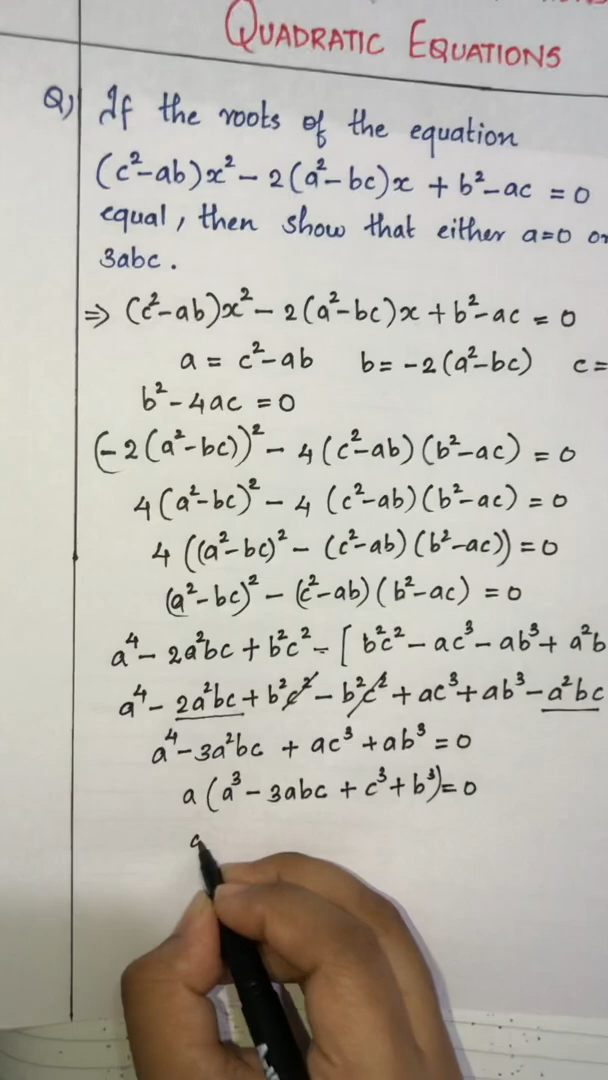 QUADRATIC EQUATIONS
Q) If the roots of the equation
(c²-ab)x² - 2(a²-bc)x + b²-ac = 0
equal, then show that either a=0 or
3abc.
⇒ (c²-ab)x² - 2(a²-bc)x + b²-ac = 0
a = c²-ab b = -2(a²-bc) c =
b²-4ac = 0
(-2(a²-bc))² - 4(c²-ab)(b²-ac) = 0
4(a²-bc)² - 4(c²-ab)(b²-ac) = 0
4((a²-bc)² - (c²-ab)(b²-ac)) = 0
(a²-bc)² - (c²-ab)(b²-ac) = 0
a⁴ - 2a²bc + b²c² - [b²c² - ac³ - ab³ + a²b
a⁴ - 2a²bc + b²c² - b²c² + ac³ + ab³ - a²bc
a⁴ - 3a²bc + ac³ + ab³ = 0
a(a³ - 3abc + c³ + b³) = 0